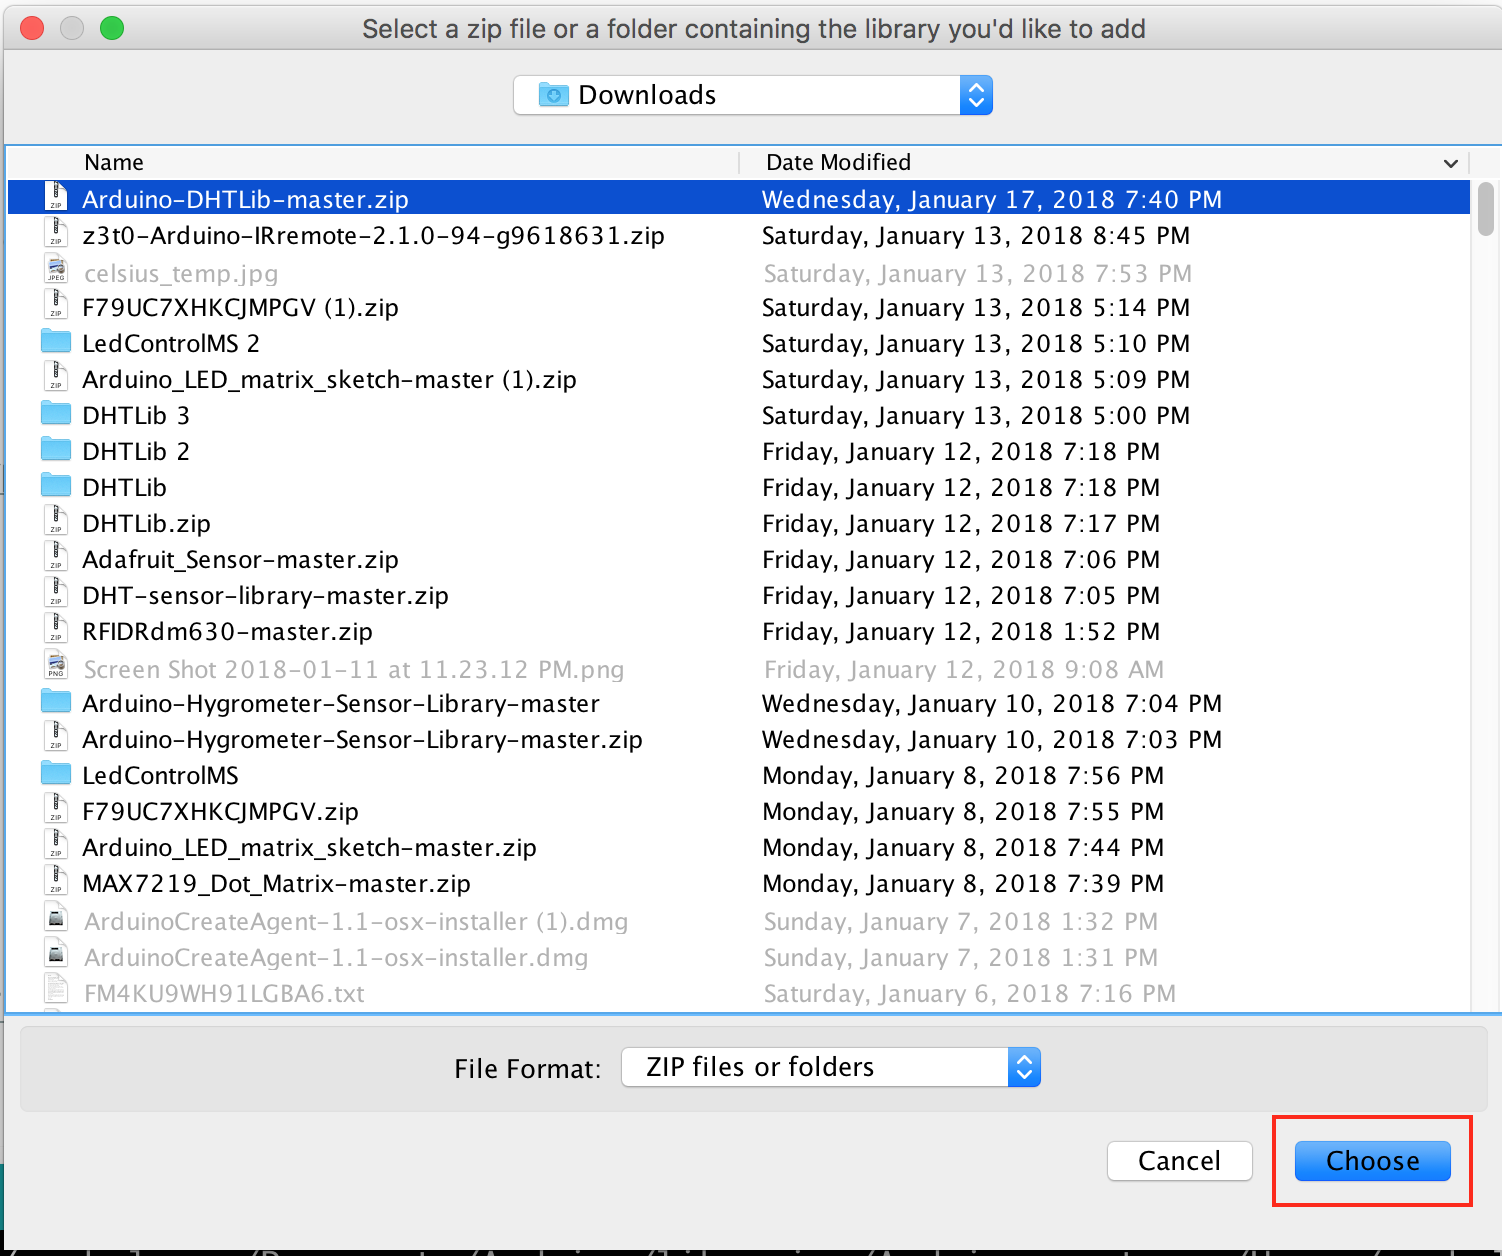 Select a zip file or a folder containing the library you'd like to add
Downloads
Name Date Modified
Arduino-DHTLib-master.zip Wednesday, January 17, 2018 7:40 PM
z3t0-Arduino-IRremote-2.1.0-94-g9618631.zip Saturday, January 13, 2018 8:45 PM
celsius_temp.jpg Saturday, January 13, 2018 7:53 PM
F79UC7XHKCJMPGV (1).zip Saturday, January 13, 2018 5:14 PM
LedControlMS 2 Saturday, January 13, 2018 5:10 PM
Arduino_LED_matrix_sketch-master (1).zip Saturday, January 13, 2018 5:09 PM
DHTLib 3 Saturday, January 13, 2018 5:00 PM
DHTLib 2 Friday, January 12, 2018 7:18 PM
DHTLib Friday, January 12, 2018 7:18 PM
DHTLib.zip Friday, January 12, 2018 7:17 PM
Adafruit_Sensor-master.zip Friday, January 12, 2018 7:06 PM
DHT-sensor-library-master.zip Friday, January 12, 2018 7:05 PM
RFIDRdm630-master.zip Friday, January 12, 2018 1:52 PM
Screen Shot 2018-01-11 at 11.23.12 PM.png Friday, January 12, 2018 9:08 AM
Arduino-Hygrometer-Sensor-Library-master Wednesday, January 10, 2018 7:04 PM
Arduino-Hygrometer-Sensor-Library-master.zip Wednesday, January 10, 2018 7:03 PM
LedControlMS Monday, January 8, 2018 7:56 PM
F79UC7XHKCJMPGV.zip Monday, January 8, 2018 7:55 PM
Arduino_LED_matrix_sketch-master.zip Monday, January 8, 2018 7:44 PM
MAX7219_Dot_Matrix-master.zip Monday, January 8, 2018 7:39 PM
ArduinoCreateAgent-1.1-osx-installer (1).dmg Sunday, January 7, 2018 1:32 PM
ArduinoCreateAgent-1.1-osx-installer.dmg Sunday, January 7, 2018 1:31 PM
FM4KU9WH91LGBA6.txt Saturday, January 6, 2018 7:16 PM
File Format: ZIP files or folders
Cancel Choose